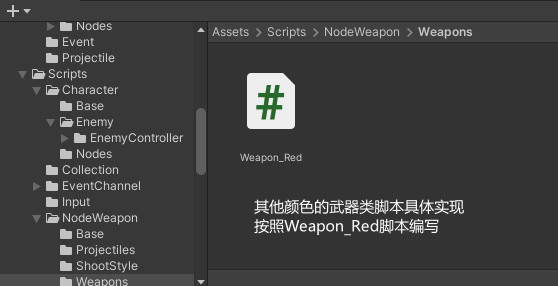 Nodes
Event
Projectile
Scripts
Character
Base
Enemy
EnemyController
Nodes
Collection
EventChannel
Input
NodeWeapon
Base
Projectiles
ShootStyle
Weapons
Assets > Scripts > NodeWeapon > Weapons
#
Weapon_Red
其他颜色的武器类脚本具体实现
按照Weapon_Red脚本编写